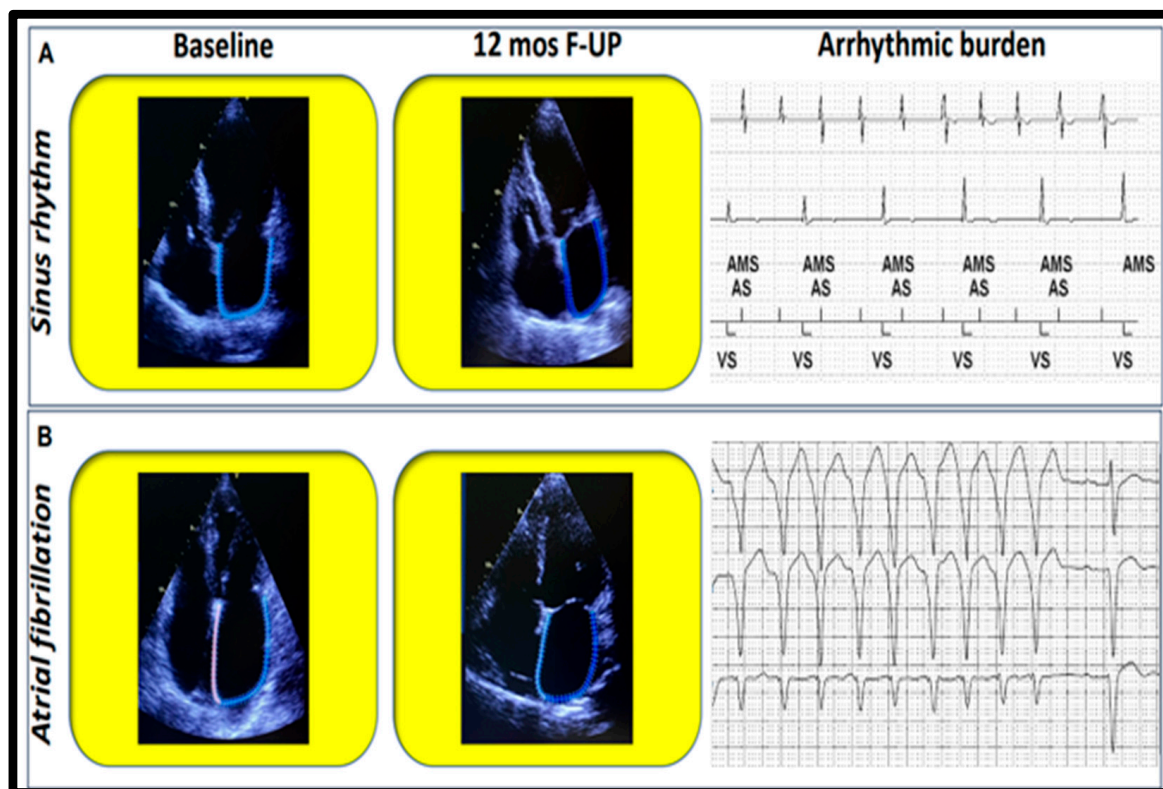 A
Baseline
12 mos F-UP
Arrhythmic burden
Sinus rhythm
AMS AMS AMS AMS AMS AMS
AS AS AS AS AS
VS VS VS VS VS VS
B
Atrial fibrillation